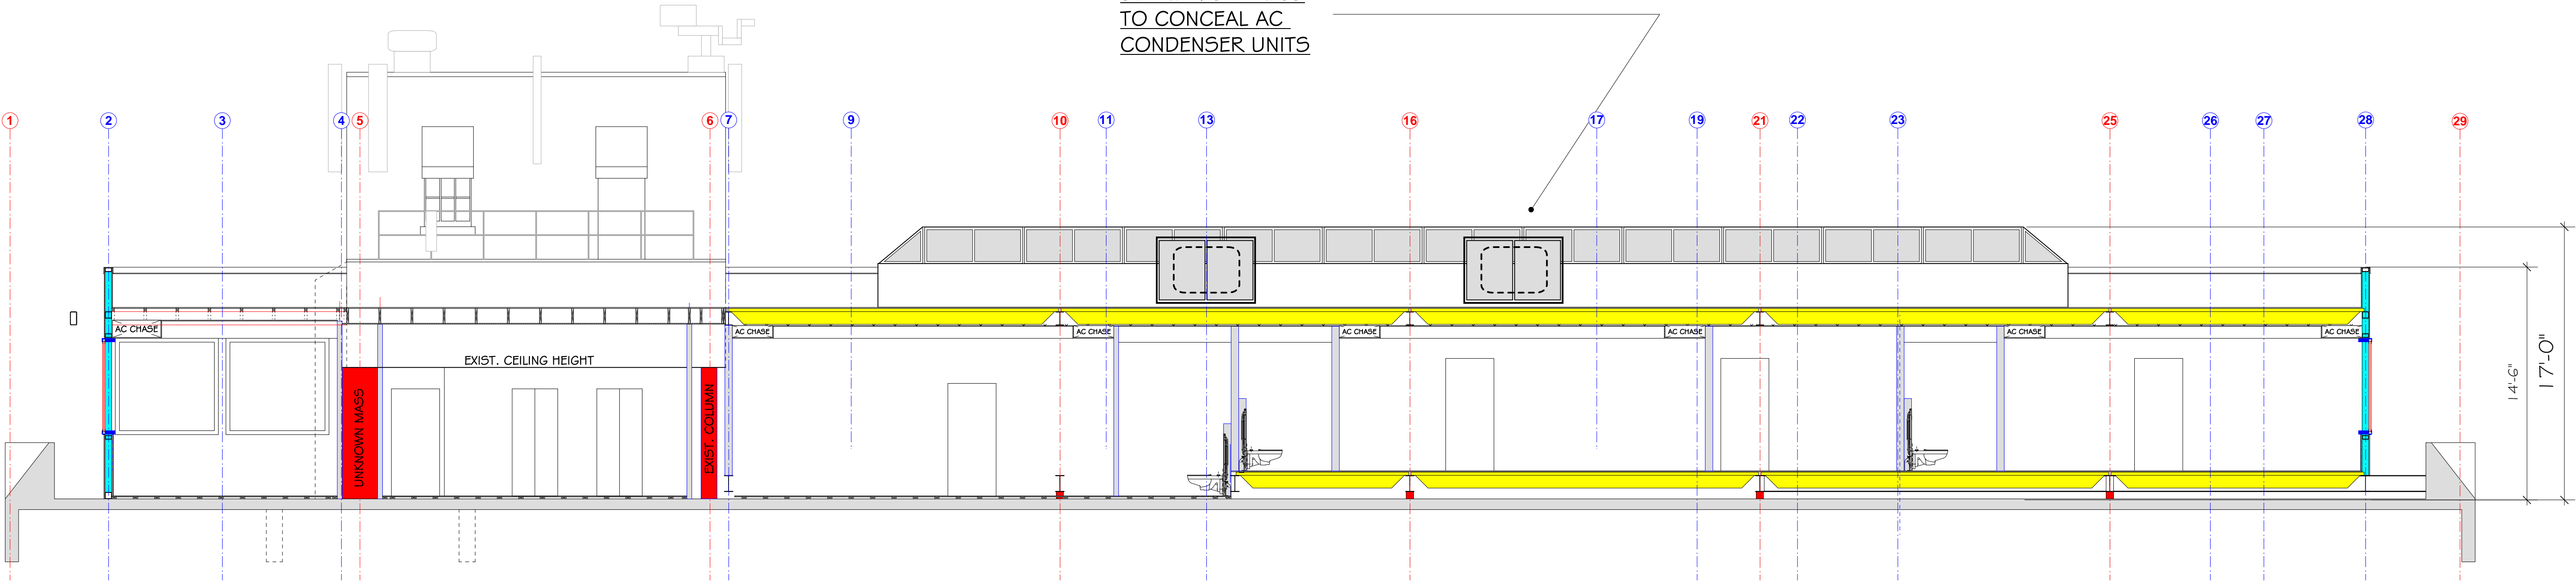 TO CONCEAL AC
CONDENSER UNITS
1 2 3 4 5 6 7 9 10 11 13 16 17 19 21 22 23 25 26 27 28 29
AC CHASE
AC CHASE
AC CHASE
AC CHASE
AC CHASE
AC CHASE
AC CHASE
EXIST. CEILING HEIGHT
UNKNOWN MASS
EXIST. COLUMN
14'-6"
17'-0"